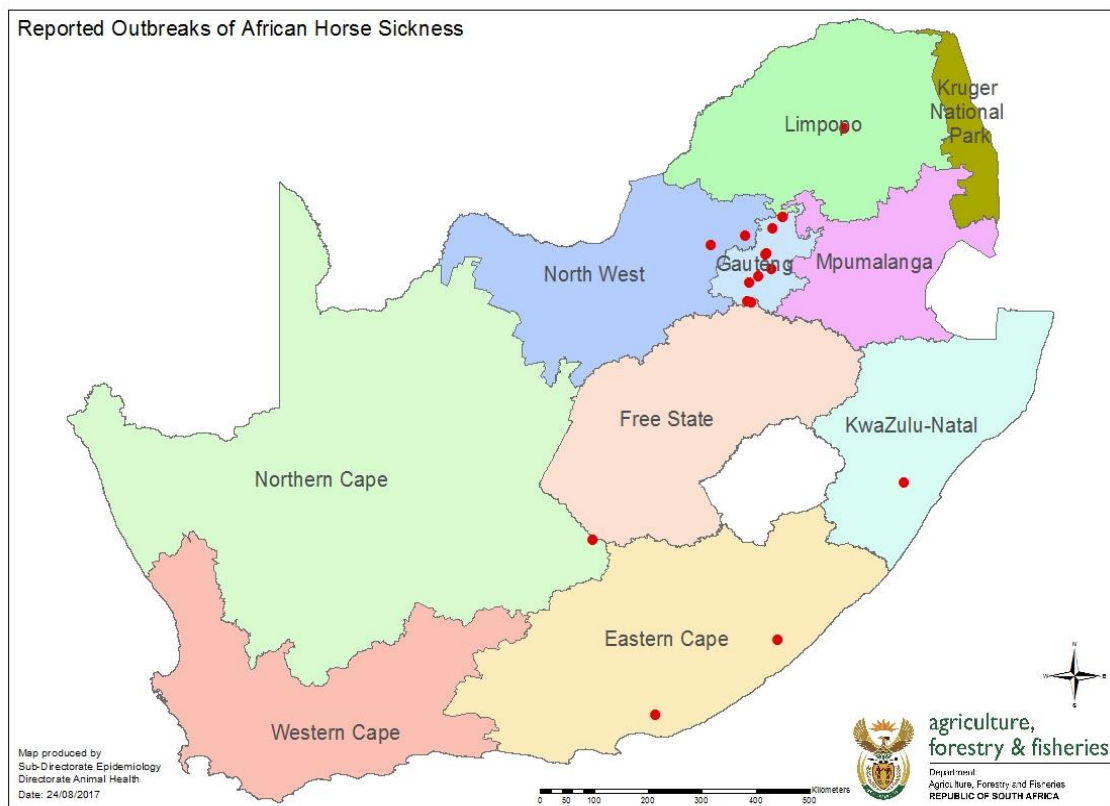 Reported Outbreaks of African Horse Sickness
Kruger
National
Park
Limpopo
North West
Gauteng
Mpumalanga
Free State
KwaZulu-Natal
Northern Cape
Eastern Cape
Western Cape
N
W
E
S
agriculture,
forestry & fisheries
Department:
Agriculture, Forestry and Fisheries
REPUBLIC OF SOUTH AFRICA
Map produced by
Sub-Directorate Epidemiology
Directorate Animal Health
Date: 24/08/2017
Kilometers
0 50 100 200 300 400 500